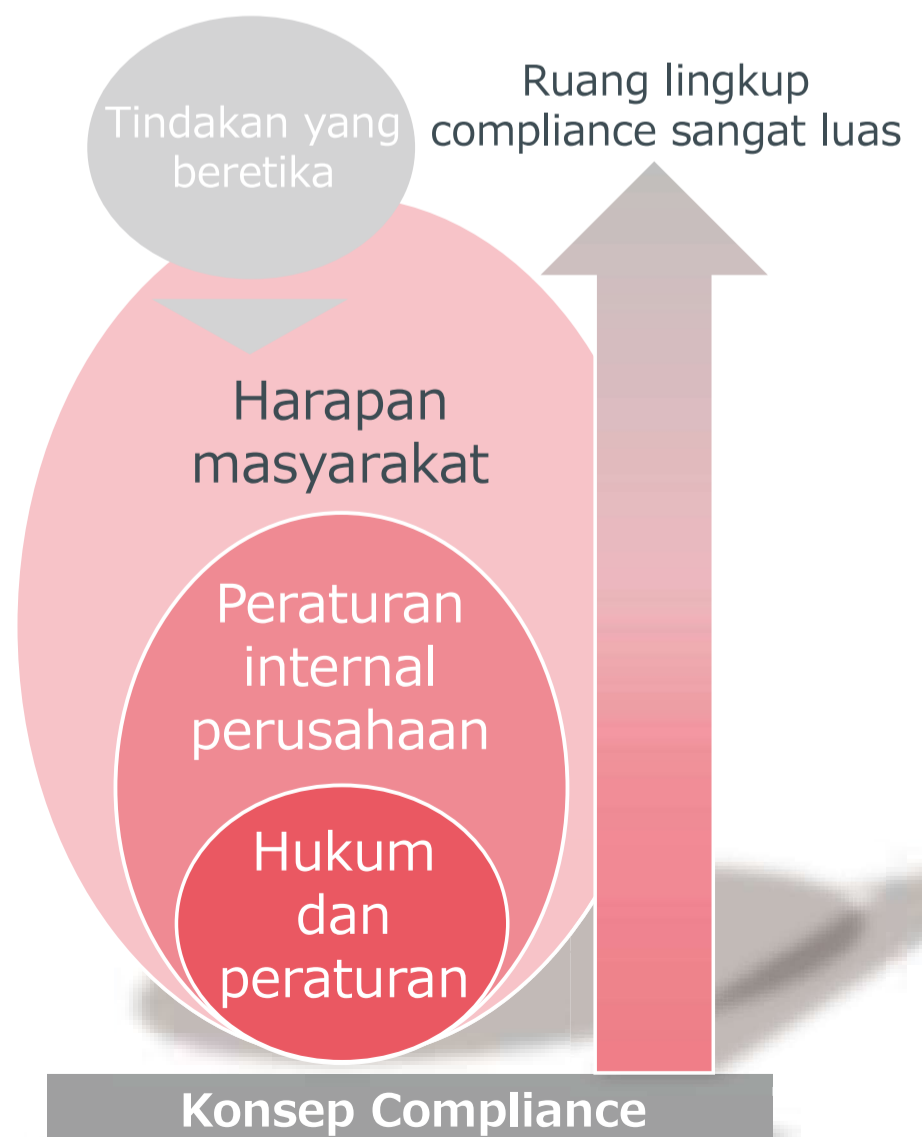 Tindakan yang
beretika
Ruang lingkup
compliance sangat luas
Harapan
masyarakat
Peraturan
internal
perusahaan
Hukum
dan
peraturan
Konsep Compliance